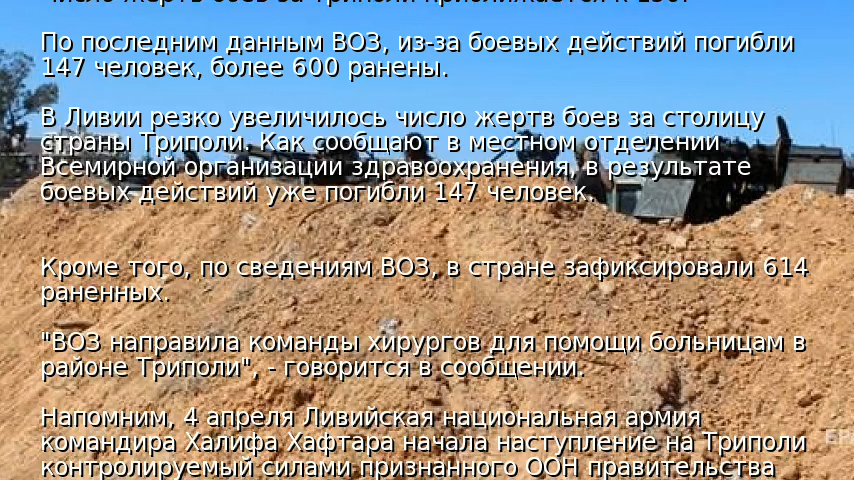 По последним данным ВОЗ, из-за боевых действий погибли
147 человек, более 600 ранены.
В Ливии резко увеличилось число жертв боев за столицу
страны Триполи. Как сообщают в местном отделении
Всемирной организации здравоохранения, в результате
боевых действий уже погибли 147 человек.
Кроме того, по сведениям ВОЗ, в стране зафиксировали 614
раненных.
"ВОЗ направила команды хирургов для помощи больницам в
районе Триполи", - говорится в сообщении.
Напомним, 4 апреля Ливийская национальная армия
командира Халифа Хафтара начала наступление на Триполи
контролируемый силами признанного ООН правительства